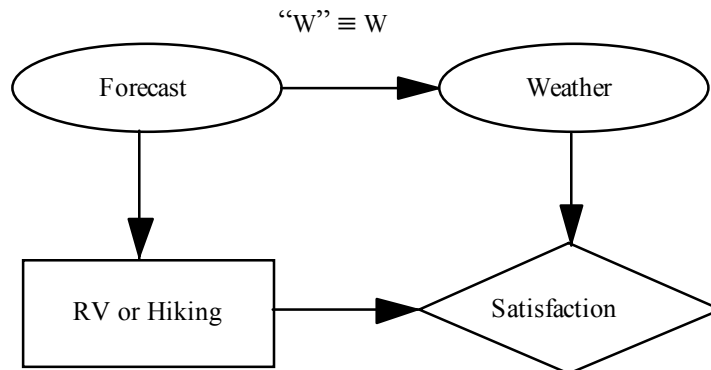 “W” ≡ W
Forecast
Weather
RV or Hiking
Satisfaction